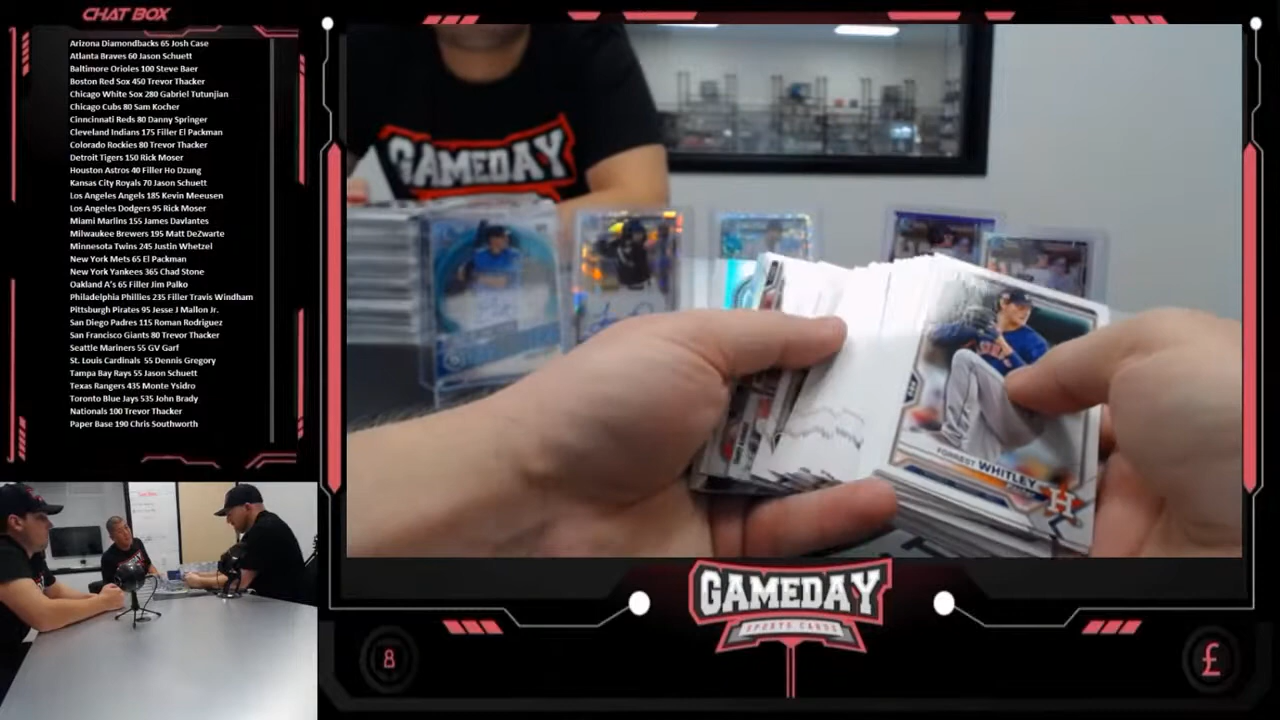 CHAT BOX
Arizona Diamondbacks 65 Josh Case
Atlanta Braves 60 Jason Schuett
Baltimore Orioles 100 Steve Baer
Boston Red Sox 450 Trevor Thacker
Chicago White Sox 280 Gabriel Tutunjian
Chicago Cubs 80 Sam Kocher
Cinncinnati Reds 80 Danny Springer
Cleveland Indians 175 Filler El Packman
Colorado Rockies 80 Trevor Thacker
Detroit Tigers 150 Rick Moser
Houston Astros 40 Filler Ho Dzung
Kansas City Royals 70 Jason Schuett
Los Angeles Angels 185 Kevin Meeusen
Los Angeles Dodgers 95 Rick Moser
Miami Marlins 155 James Davlantes
Milwaukee Brewers 195 Matt DeZwarte
Minnesota Twins 245 Justin Whetzel
New York Mets 65 El Packman
New York Yankees 365 Chad Stone
Oakland A's 65 Filler Jim Palko
Philadelphia Phillies 235 Filler Travis Windham
Pittsburgh Pirates 95 Jesse J Mallon Jr.
San Diego Padres 115 Roman Rodriguez
San Francisco Giants 80 Trevor Thacker
Seattle Mariners 55 GV Garf
St. Louis Cardinals 55 Dennis Gregory
Tampa Bay Rays 55 Jason Schuett
Texas Rangers 435 Monte Ysidro
Toronto Blue Jays 535 John Brady
Nationals 100 Trevor Thacker
Paper Base 190 Chris Southworth
GAMEDAY
FORREST WHITLEY
H
GAMEDAY
SPORTS CARDS
8
£
GAMEDAY